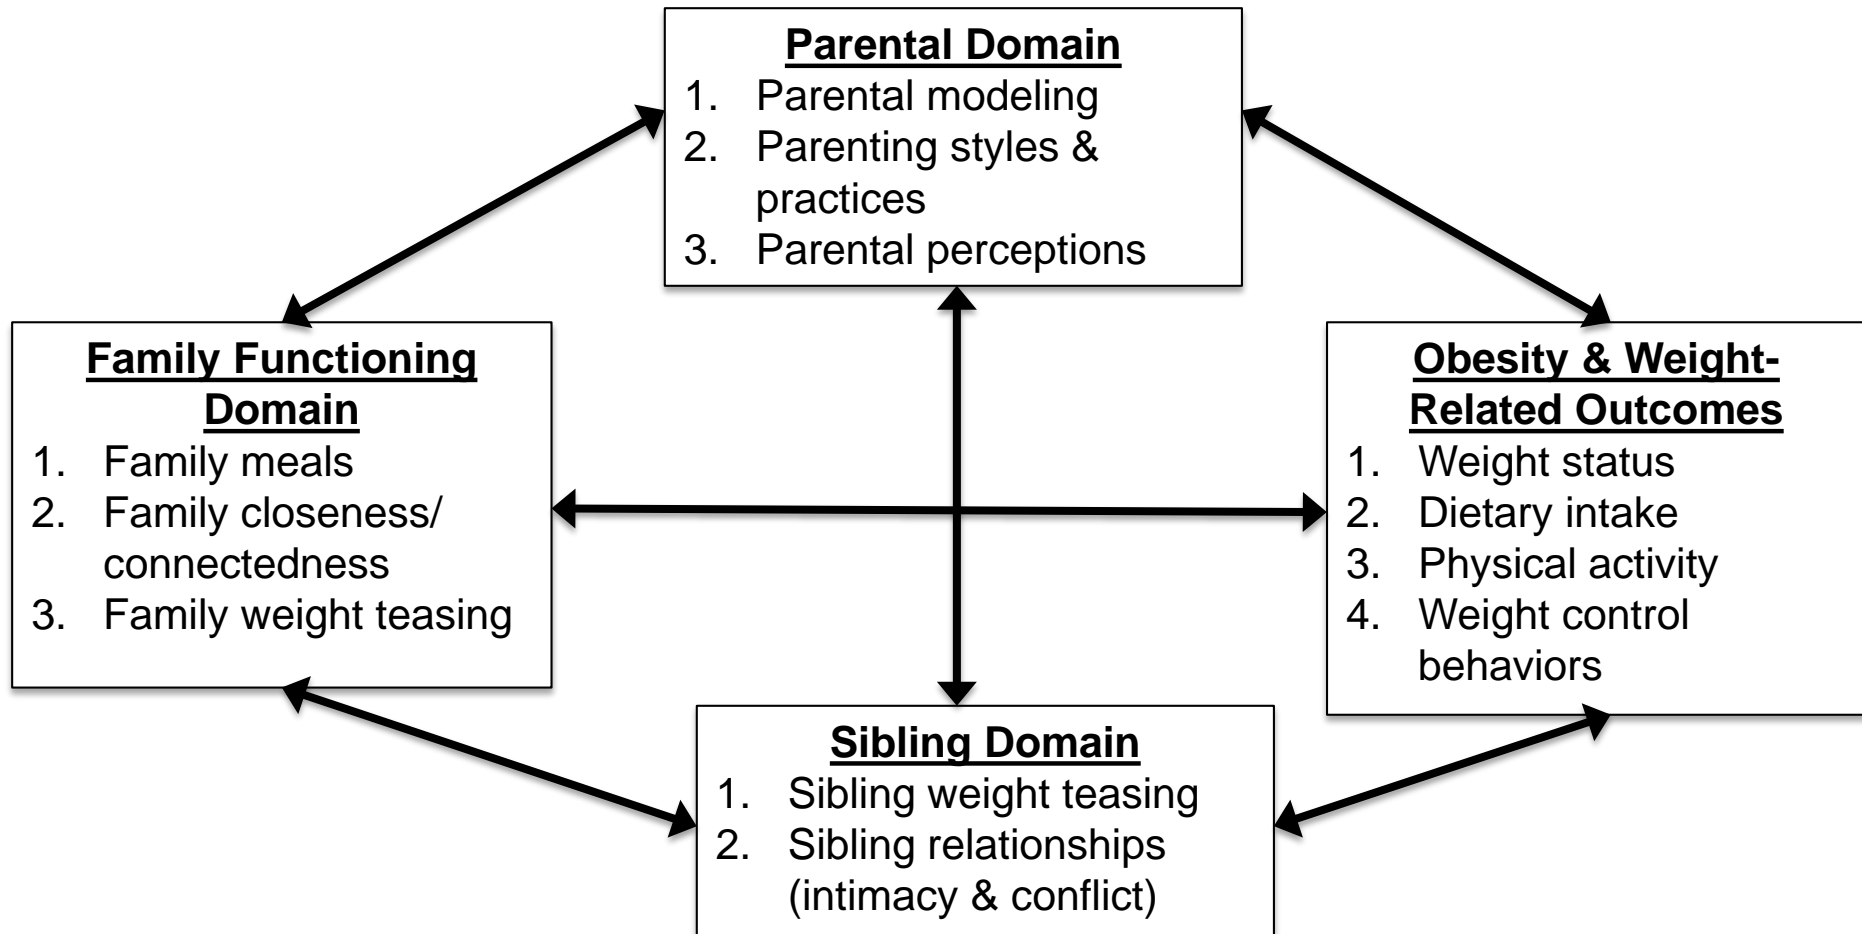 Parental Domain
1. Parental modeling
2. Parenting styles &
practices
3. Parental perceptions
Family Functioning
Domain
1. Family meals
2. Family closeness/
connectedness
3. Family weight teasing
Obesity & Weight-
Related Outcomes
1. Weight status
2. Dietary intake
3. Physical activity
4. Weight control
behaviors
Sibling Domain
1. Sibling weight teasing
2. Sibling relationships
(intimacy & conflict)